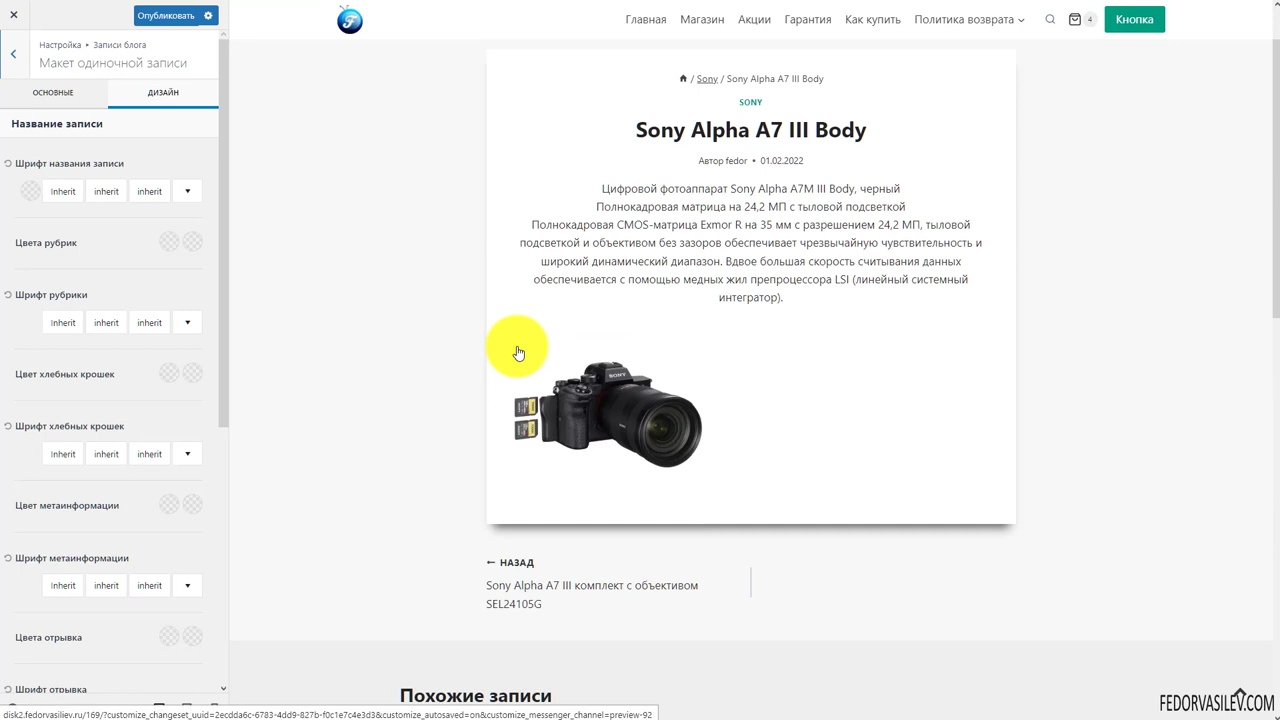 Опубликовать
Настройка ▸ Записи блога
Макет одиночной записи
ОСНОВНЫЕ
ДИЗАЙН
Название записи
Шрифт названия записи
Inherit inherit inherit
Цвета рубрик
Шрифт рубрики
Inherit inherit inherit
Цвет хлебных крошек
Шрифт хлебных крошек
Inherit inherit inherit
Цвет метаинформации
Шрифт метаинформации
Inherit inherit inherit
Цвета отрывка
Шрифт отрывка
Главная Магазин Акции Гарантия Как купить Политика возврата 4 Кнопка
/ Sony / Sony Alpha A7 III Body
SONY
Sony Alpha A7 III Body
Автор fedor • 01.02.2022
Цифровой фотоаппарат Sony Alpha A7M III Body, черный
Полнокадровая матрица на 24,2 МП с тыловой подсветкой
Полнокадровая CMOS-матрица Exmor R на 35 мм с разрешением 24,2 МП, тыловой
подсветкой и объективом без зазоров обеспечивает чрезвычайную чувствительность и
широкий динамический диапазон. Вдвое большая скорость считывания данных
обеспечивается с помощью медных жил препроцессора LSI (линейный системный
интегратор).
SONY
← НАЗАД
Sony Alpha A7 III комплект с объективом
SEL24105G
Похожие записи
FEDORVASILEV.COM
disk2.fedorvasiliev.ru/169/?customize_changeset_uuid=2ecdda6c-6783-4dd9-827b-f0c1e7c4e3d3&customize_autosaved=on&customize_messenger_channel=preview-92